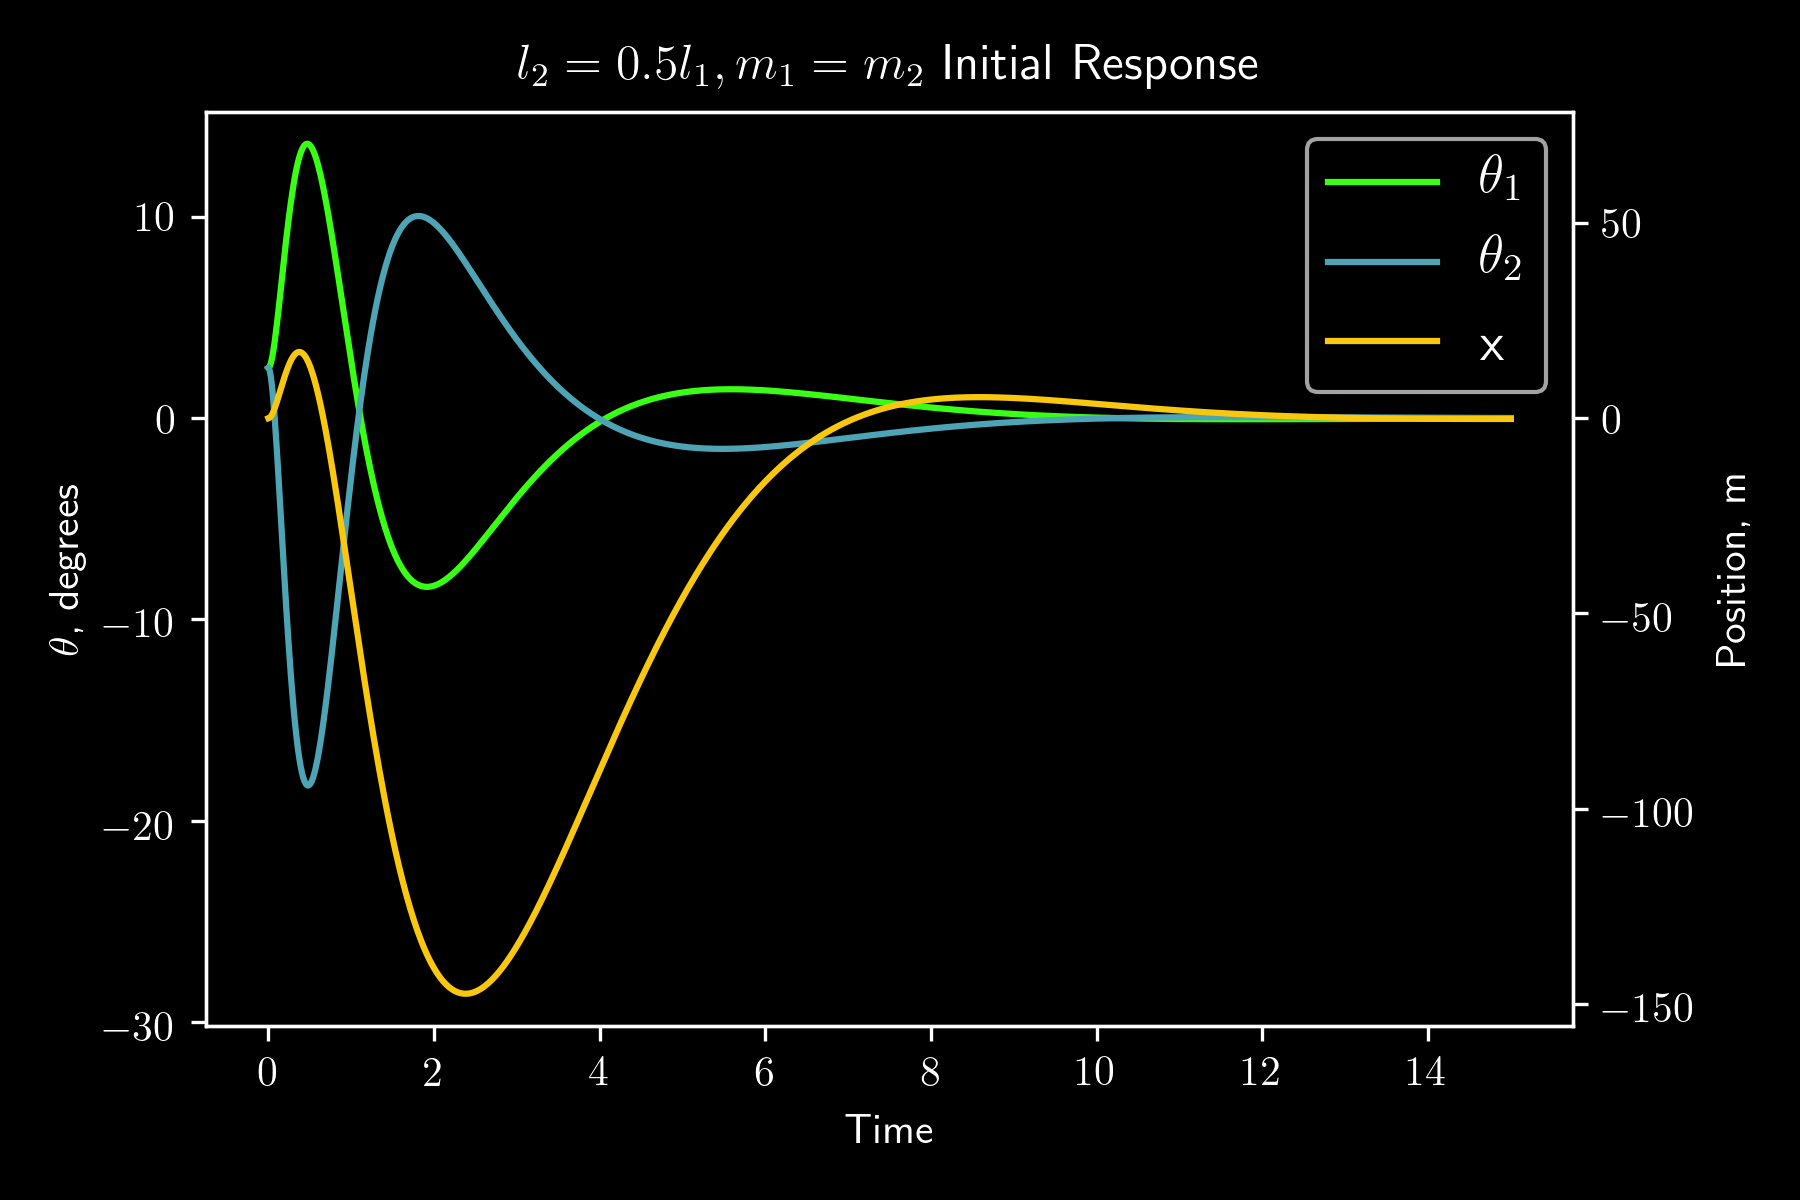 l₂ = 0.5l₁, m₁ = m₂ Initial Response
θ₁
θ₂
x
10
0
−10
−20
−30
θ, degrees
50
0
−50
−100
−150
Position, m
0 2 4 6 8 10 12 14
Time